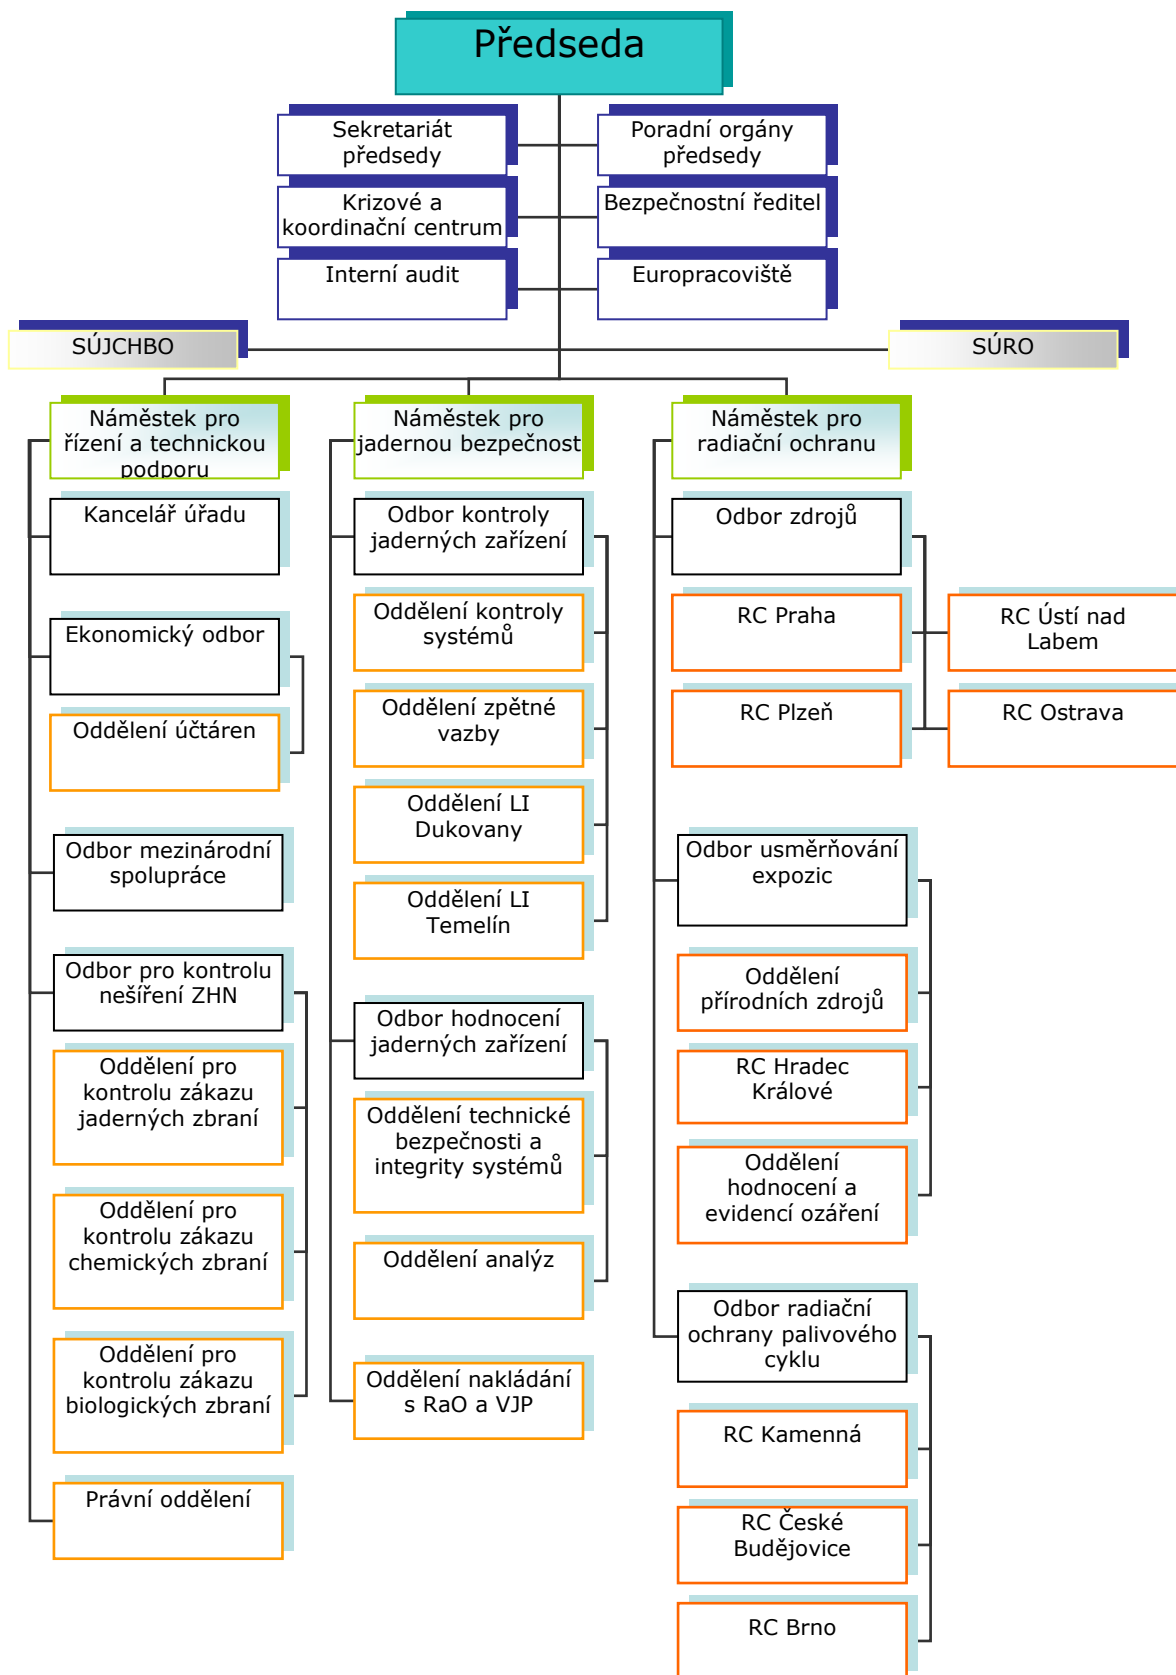 Předseda
Sekretariát
předsedy
Poradní orgány
předsedy
Krizové a
koordinační centrum
Bezpečnostní ředitel
Interní audit
Europracoviště
SÚJCHBO
SÚRO
Náměstek pro
řízení a technickou
podporu
Kancelář úřadu
Ekonomický odbor
Oddělení účtáren
Odbor mezinárodní
spolupráce
Odbor pro kontrolu
nešíření ZHN
Oddělení pro
kontrolu zákazu
jaderných zbraní
Oddělení pro
kontrolu zákazu
chemických zbraní
Oddělení pro
kontrolu zákazu
biologických zbraní
Právní oddělení
Náměstek pro
jadernou bezpečnost
Odbor kontroly
jaderných zařízení
Oddělení kontroly
systémů
Oddělení zpětné
vazby
Oddělení LI
Dukovany
Oddělení LI
Temelín
Odbor hodnocení
jaderných zařízení
Oddělení technické
bezpečnosti a
integrity systémů
Oddělení analýz
Oddělení nakládání
s RaO a VJP
Náměstek pro
radiační ochranu
Odbor zdrojů
RC Praha
RC Ústí nad
Labem
RC Plzeň
RC Ostrava
Odbor usměrňování
expozic
Oddělení
přírodních zdrojů
RC Hradec
Králové
Oddělení
hodnocení a
evidencí ozáření
Odbor radiační
ochrany palivového
cyklu
RC Kamenná
RC České
Budějovice
RC Brno